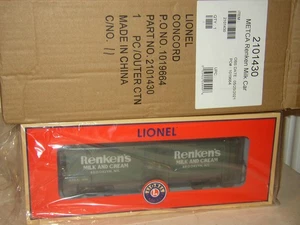 LIONEL
CONCORD
P.O NO. 1019664
PART NO. 2101430
1 PC/OUTER CTN
MADE IN CHINA
C/NO. 11
2101430
METCA Renken Milk Car
LIONEL
Renken's
MILK AND CREAM
Renken's
MILK AND CREAM
LIONEL